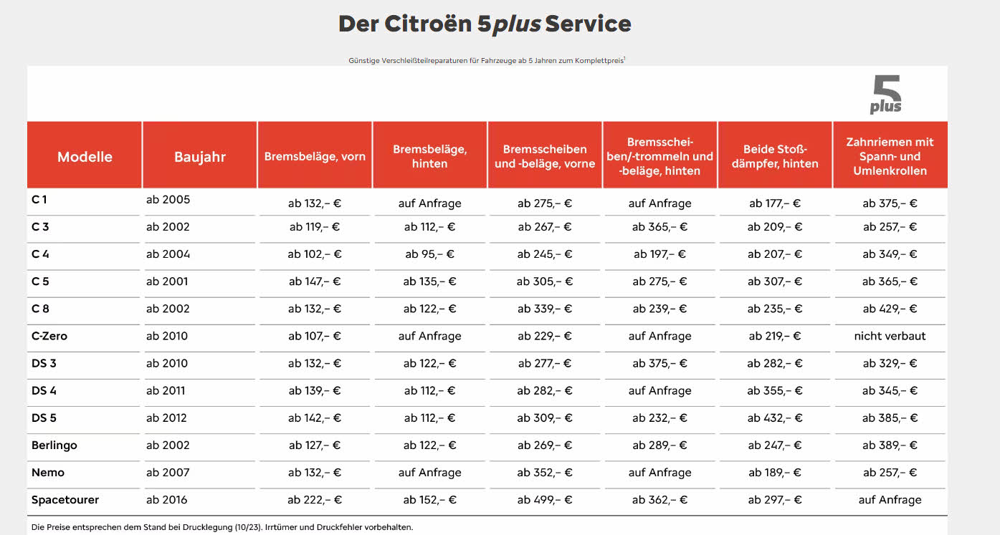 Der Citroën 5plus Service
Günstige Verschleißteilreparaturen für Fahrzeuge ab 5 Jahren zum Komplettpreis¹
5
plus
Modelle Baujahr Bremsbeläge, vorn Bremsbeläge, hinten Bremsscheiben und -beläge, vorne Bremsschei-ben/-trommeln und -beläge, hinten Beide Stoß-dämpfer, hinten Zahnriemen mit Spann- und Umlenkrollen
C 1 ab 2005 ab 132,– € auf Anfrage ab 275,– € auf Anfrage ab 177,– € ab 375,– €
C 3 ab 2002 ab 119,– € ab 112,– € ab 267,– € ab 365,– € ab 209,– € ab 257,– €
C 4 ab 2004 ab 102,– € ab 95,– € ab 245,– € ab 197,– € ab 207,– € ab 349,– €
C 5 ab 2001 ab 147,– € ab 135,– € ab 305,– € ab 275,– € ab 307,– € ab 365,– €
C 8 ab 2002 ab 132,– € ab 122,– € ab 339,– € ab 239,– € ab 235,– € ab 429,– €
C-Zero ab 2010 ab 107,– € auf Anfrage ab 229,– € auf Anfrage ab 219,– € nicht verbaut
DS 3 ab 2010 ab 132,– € ab 122,– € ab 277,– € ab 375,– € ab 282,– € ab 329,– €
DS 4 ab 2011 ab 139,– € ab 112,– € ab 282,– € auf Anfrage ab 355,– € ab 345,– €
DS 5 ab 2012 ab 142,– € ab 112,– € ab 309,– € ab 232,– € ab 432,– € ab 385,– €
Berlingo ab 2002 ab 127,– € ab 122,– € ab 269,– € ab 289,– € ab 247,– € ab 389,– €
Nemo ab 2007 ab 132,– € auf Anfrage ab 352,– € auf Anfrage ab 189,– € ab 257,– €
Spacetourer ab 2016 ab 222,– € ab 152,– € ab 499,– € ab 362,– € ab 297,– € auf Anfrage
Die Preise entsprechen dem Stand bei Drucklegung (10/23). Irrtümer und Druckfehler vorbehalten.